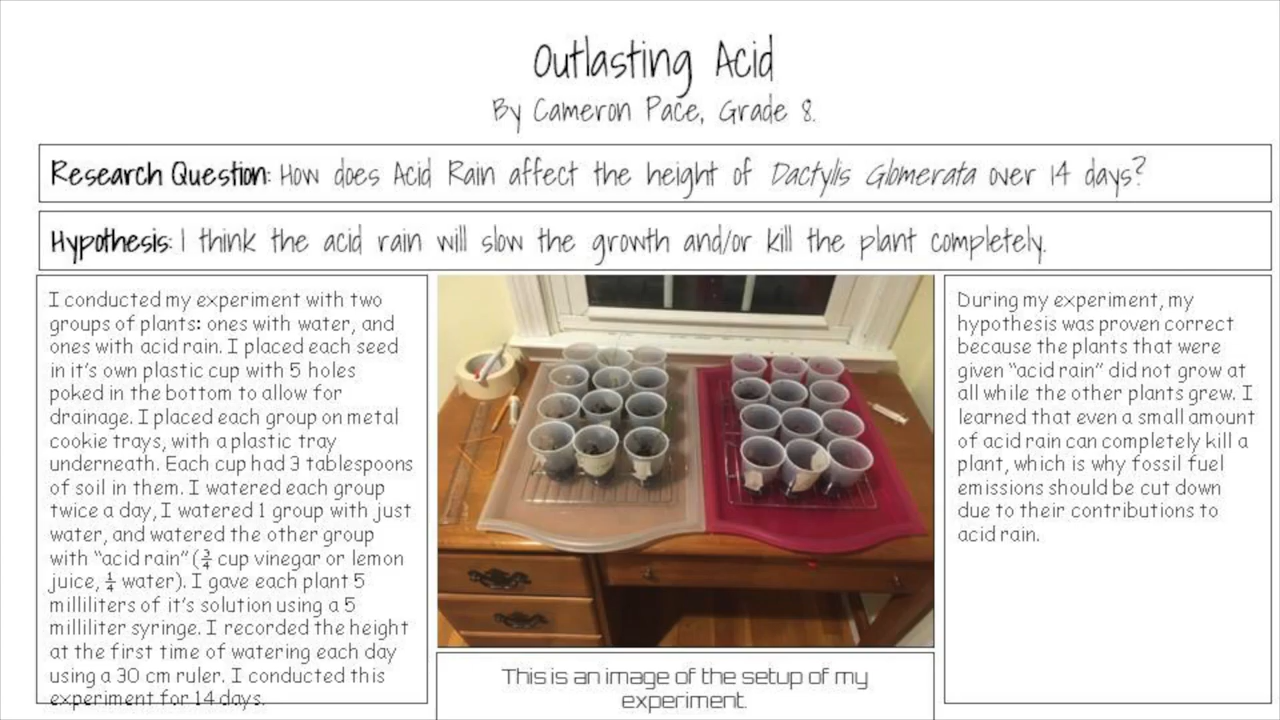 Outlasting Acid
By Cameron Pace, Grade 8.
Research Question: How does Acid Rain affect the height of Dactylis Glomerata over 14 days?
Hypothesis: I think the acid rain will slow the growth and/or kill the plant completely.
I conducted my experiment with two
groups of plants: ones with water, and
ones with acid rain. I placed each seed
in it's own plastic cup with 5 holes
poked in the bottom to allow for
drainage. I placed each group on metal
cookie trays, with a plastic tray
underneath. Each cup had 3 tablespoons
of soil in them. I watered each group
twice a day, I watered 1 group with just
water, and watered the other group
with “acid rain” (¾ cup vinegar or lemon
juice, ¼ water). I gave each plant 5
milliliters of it's solution using a 5
milliliter syringe. I recorded the height
at the first time of watering each day
using a 30 cm ruler. I conducted this
experiment for 14 days.
This is an image of the setup of my
experiment.
During my experiment, my
hypothesis was proven correct
because the plants that were
given “acid rain” did not grow at
all while the other plants grew. I
learned that even a small amount
of acid rain can completely kill a
plant, which is why fossil fuel
emissions should be cut down
due to their contributions to
acid rain.